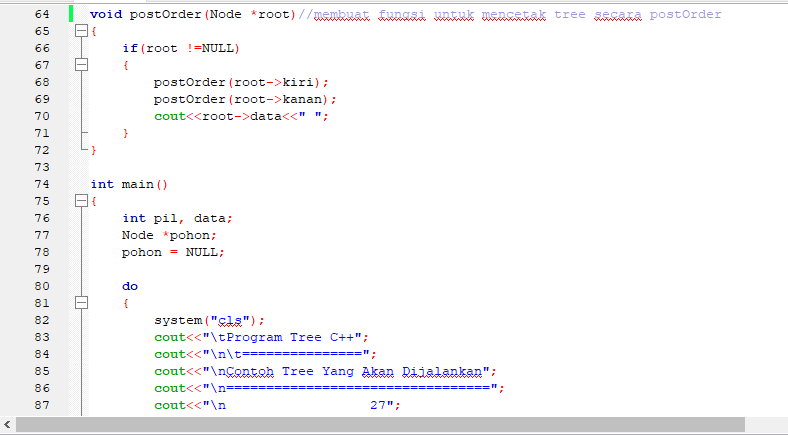 64 void postOrder(Node *root)//membuat fungsi untuk mencetak tree secara postOrder
65 {
66     if(root !=NULL)
67     {
68         postOrder(root->kiri);
69         postOrder(root->kanan);
70         cout<<root->data<<" ";
71     }
72 }
73
74 int main()
75 {
76     int pil, data;
77     Node *pohon;
78     pohon = NULL;
79
80     do
81     {
82         system("cls");
83         cout<<"\tProgram Tree C++";
84         cout<<"\n\t===============";
85         cout<<"\nContoh Tree Yang Akan Dijalankan";
86         cout<<"\n=================================";
87         cout<<"\n                  27";